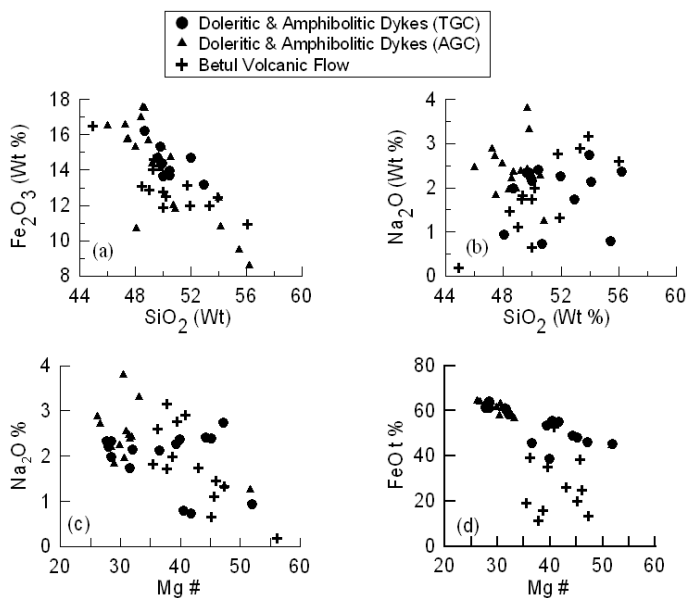 Doleritic & Amphibolitic Dykes (TGC)
Doleritic & Amphibolitic Dykes (AGC)
Betul Volcanic Flow
18
16
14
12
10
8
Fe2O3 (Wt %)
(a)
44 48 52 56 60
SiO2 (Wt)
4
3
2
1
0
Na2O (Wt %)
(b)
44 48 52 56 60
SiO2 (Wt %)
4
3
2
1
0
Na2O %
(c)
20 30 40 50 60
Mg #
80
60
40
20
0
FeO t %
(d)
20 30 40 50 60
Mg #